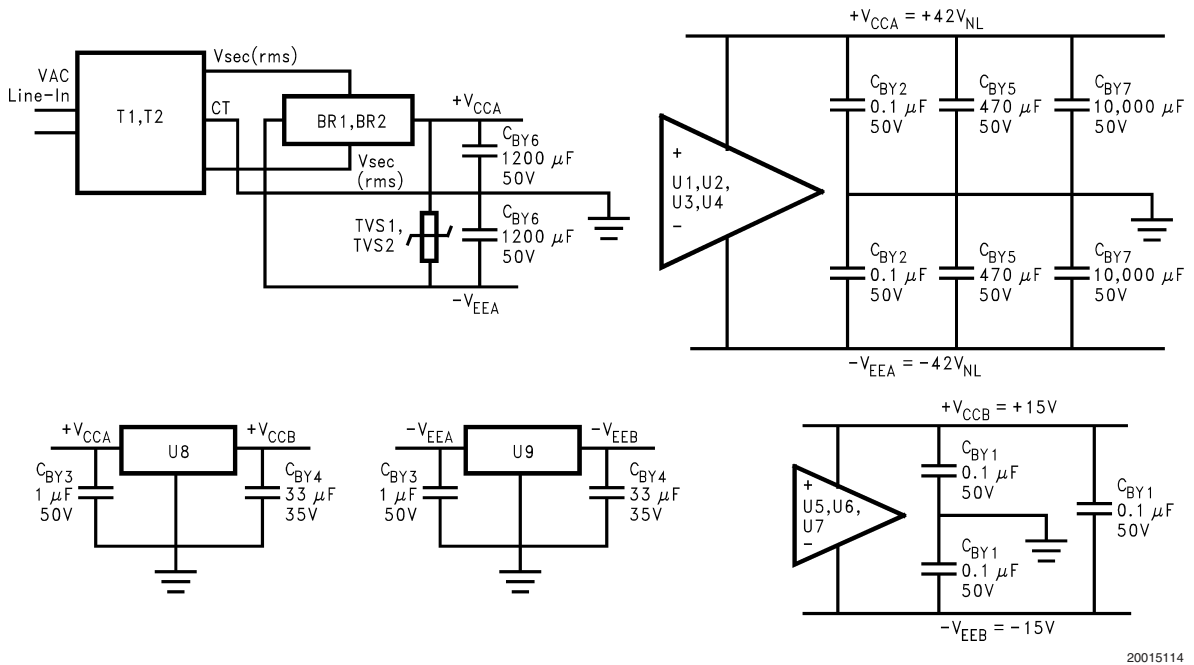 Vsec(rms)
VAC
Line-In
T1,T2
CT
BR1,BR2
+VCCA
CBY6
1200 μF
50V
Vsec
(rms)
TVS1,
TVS2
CBY6
1200 μF
50V
-VEEA
+VCCA = +42VNL
CBY2
0.1 μF
50V
CBY5
470 μF
50V
CBY7
10,000 μF
50V
+
U1,U2,
U3,U4
-
CBY2
0.1 μF
50V
CBY5
470 μF
50V
CBY7
10,000 μF
50V
-VEEA = -42VNL
+VCCA
U8
+VCCB
CBY3
1 μF
50V
CBY4
33 μF
35V
-VEEA
U9
-VEEB
CBY3
1 μF
50V
CBY4
33 μF
35V
+VCCB = +15V
+
U5,U6,
U7
-
CBY1
0.1 μF
50V
CBY1
0.1 μF
50V
CBY1
0.1 μF
50V
-VEEB = -15V
20015114